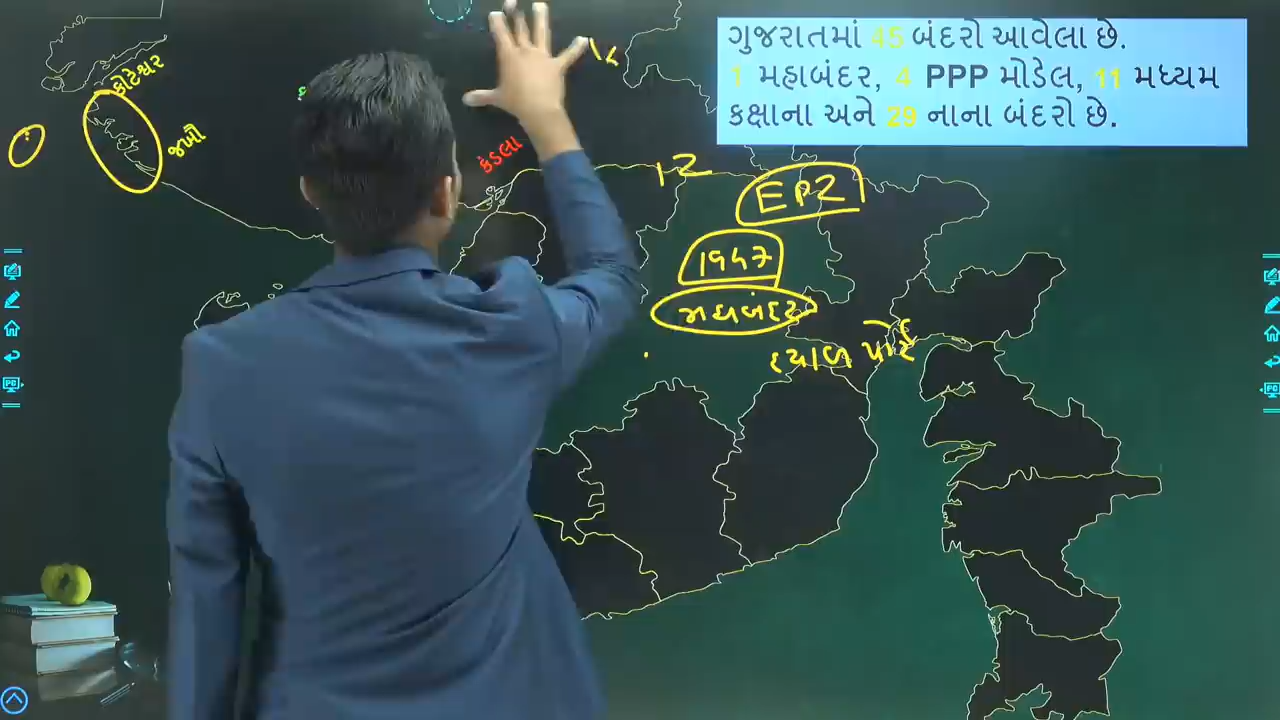 ગુજરાતમાં 45 બંદરો આવેલા છે.
1 મહાબંદર, 4 PPP મોડેલ, 11 મધ્યમ
કક્ષાના અને 29 નાના બંદરો છે.
કોટેશ્વર
જખૌ
કંડલા
12
EPZ
1947
મહાબંદર
દયાળ પોર્ટ